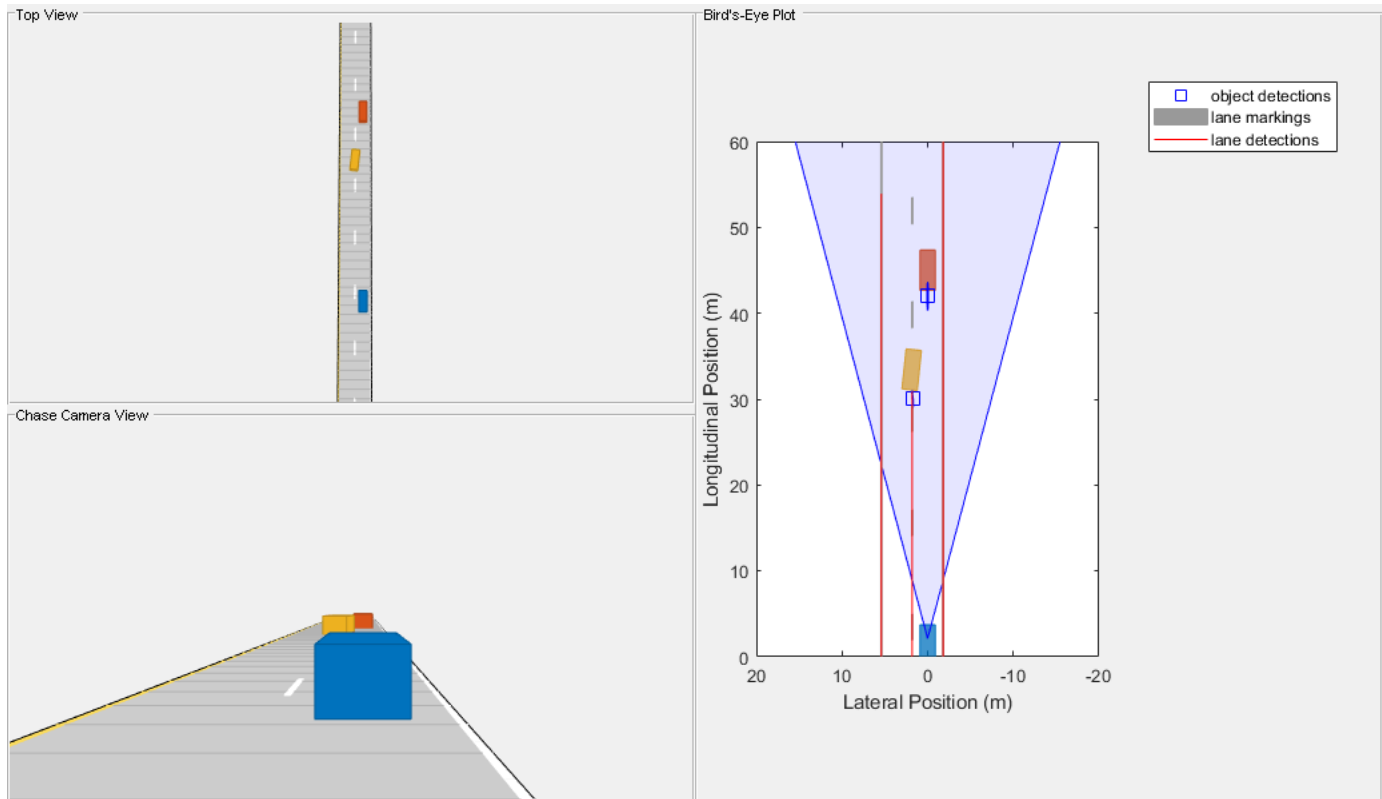 Top View
Chase Camera View
Bird's-Eye Plot
object detections
lane markings
lane detections
60
50
40
30
20
10
0
Longitudinal Position (m)
20 10 0 -10 -20
Lateral Position (m)